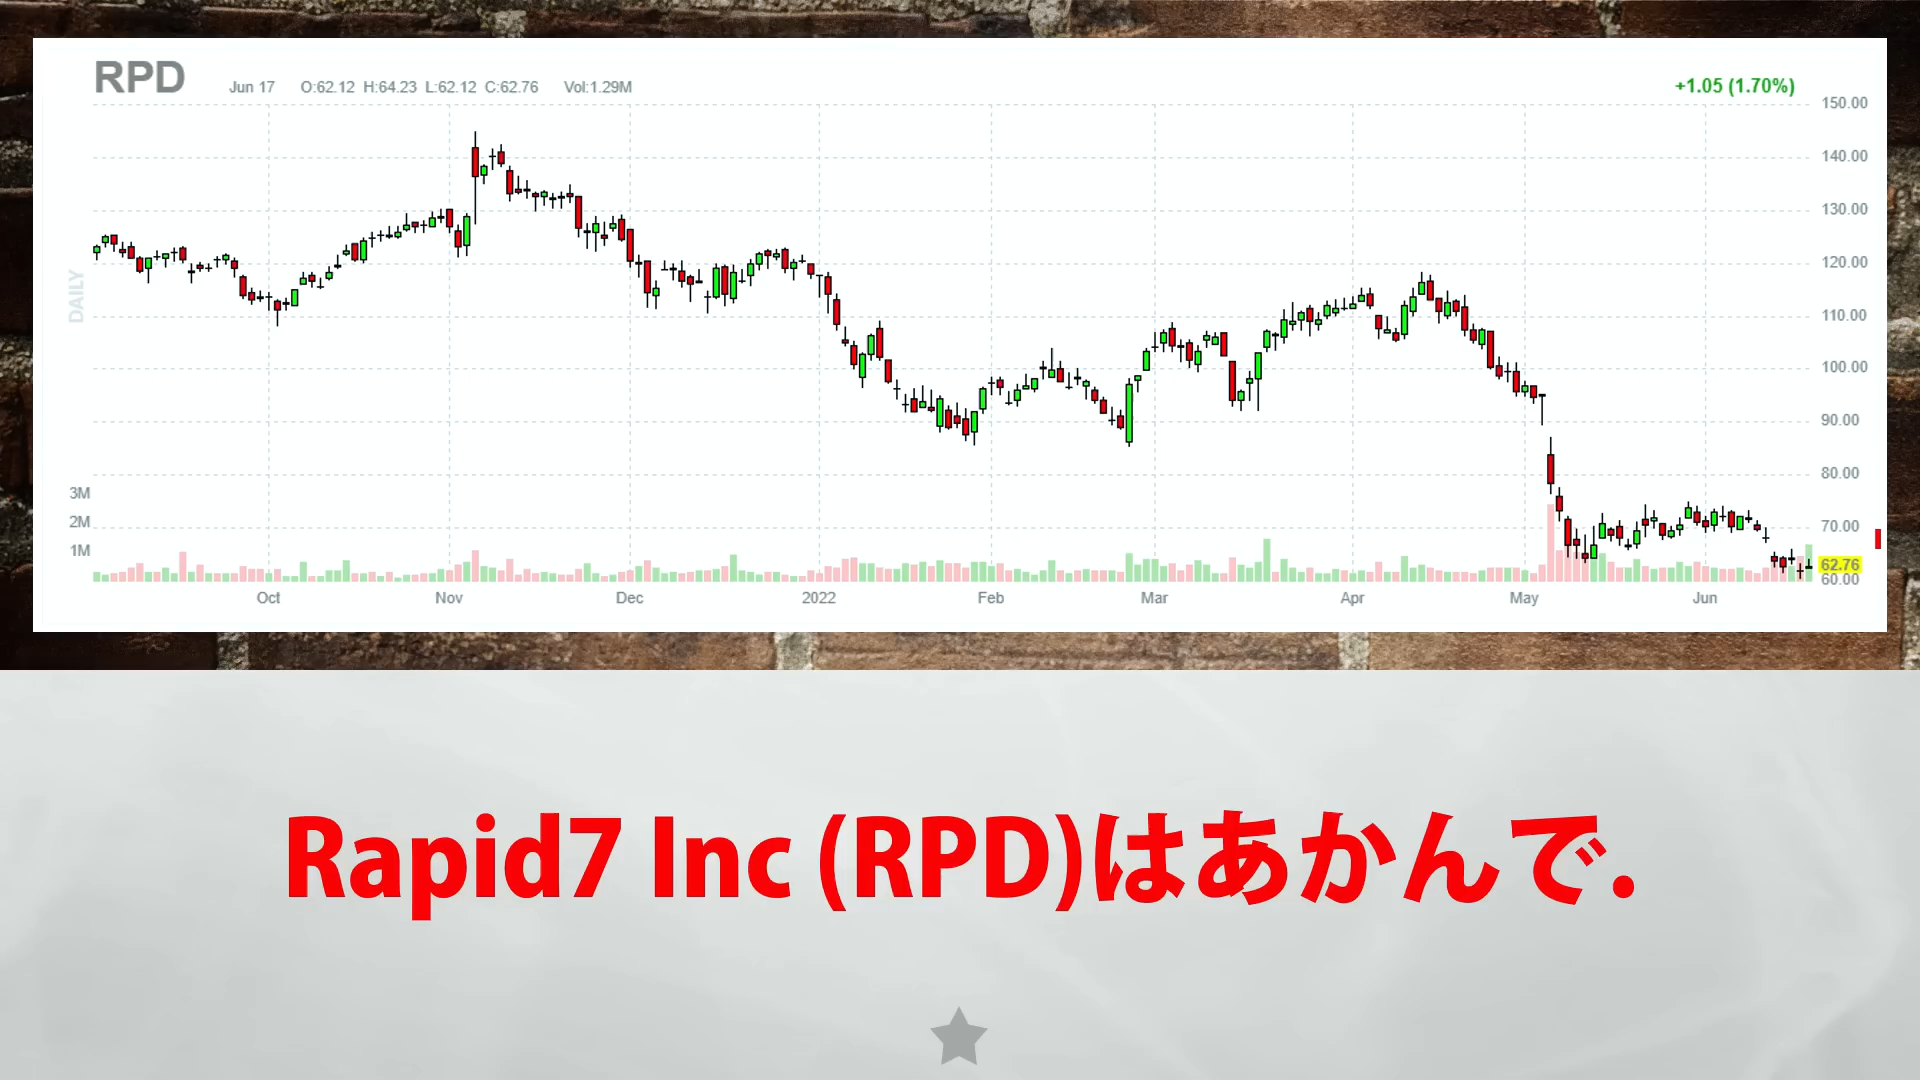 RPD Jun 17 O:62.12 H:64.23 L:62.12 C:62.76 Vol:1.29M +1.05 (1.70%)
150.00
140.00
130.00
120.00
DAILY
110.00
100.00
90.00
80.00
3M
2M
70.00
1M
62.76
60.00
Oct Nov Dec 2022 Feb Mar Apr May Jun
Rapid7 Inc (RPD)はあかんで.